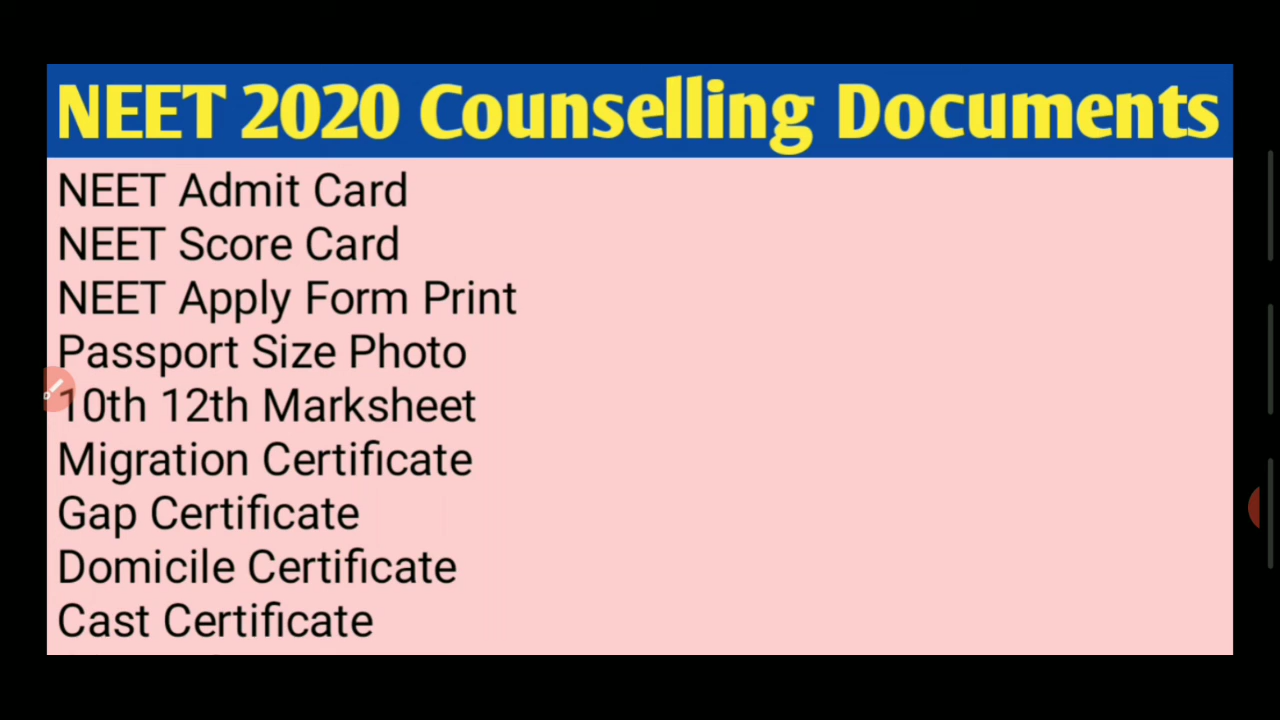 NEET 2020 Counselling Documents
NEET Admit Card
NEET Score Card
NEET Apply Form Print
Passport Size Photo
10th 12th Marksheet
Migration Certificate
Gap Certificate
Domicile Certificate
Cast Certificate